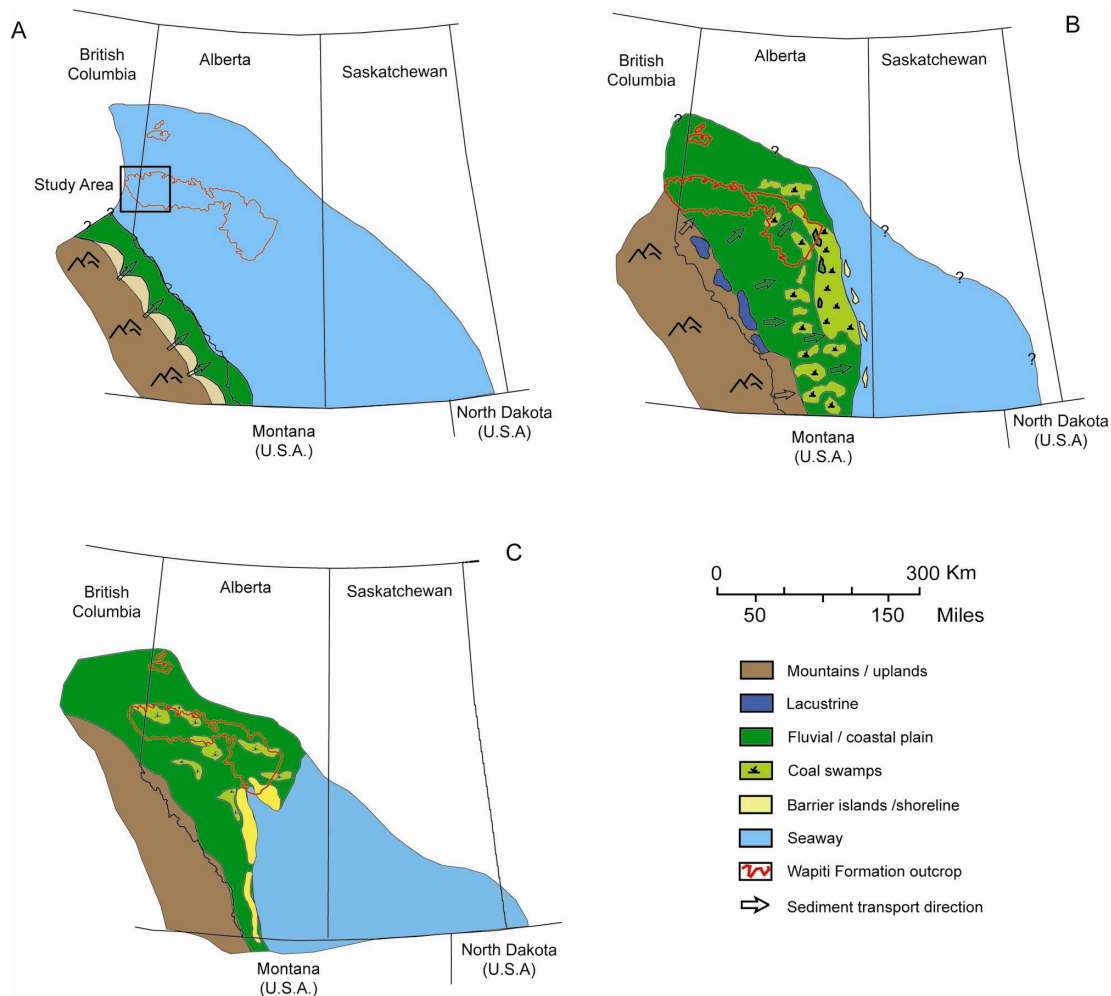 A
British
Columbia
Alberta
Saskatchewan
Study Area
?
?
Montana
(U.S.A.)
North Dakota
(U.S.A)
B
British
Columbia
Alberta
Saskatchewan
?
?
?
?
?
?
Montana
(U.S.A.)
North Dakota
(U.S.A)
C
British
Columbia
Alberta
Saskatchewan
Montana
(U.S.A.)
North Dakota
(U.S.A)
0 300 Km
50 150 Miles
Mountains / uplands
Lacustrine
Fluvial / coastal plain
Coal swamps
Barrier islands /shoreline
Seaway
Wapiti Formation outcrop
Sediment transport direction